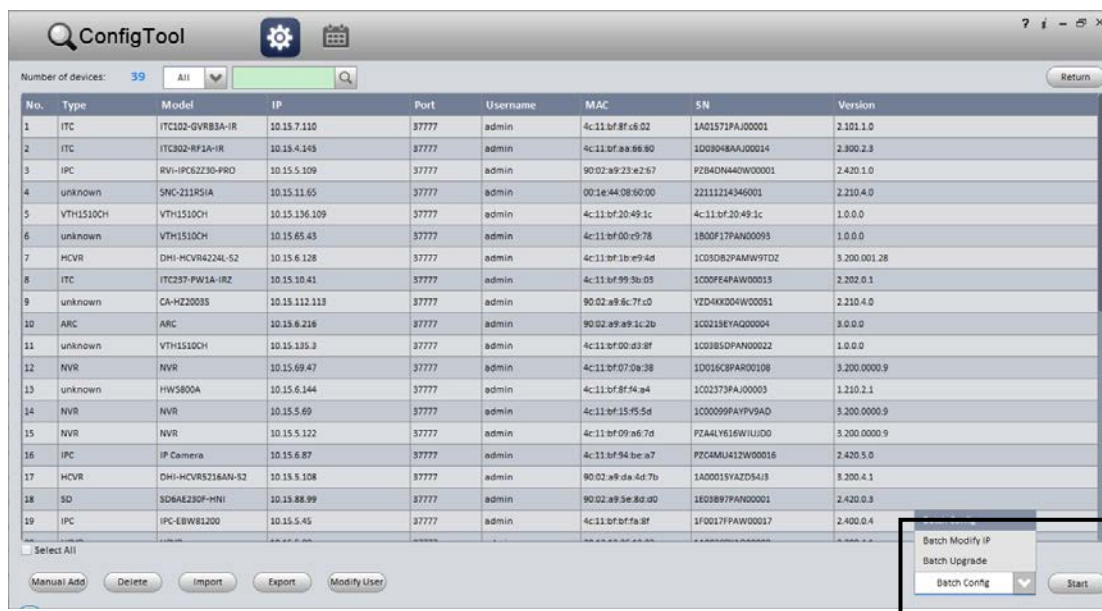 ConfigTool
? i
Number of devices: 39 All Return
No. Type Model IP Port Username MAC SN Version
1 ITC ITC102-GVRB3A-IR 10.15.7.110 37777 admin 4c:11:bf:8f:c6:02 1A01571PAJ00001 2.101.1.0
2 ITC ITC302-RF1A-IR 10.15.4.145 37777 admin 4c:11:bf:aa:66:60 1D03048AAJ00014 2.300.2.3
3 IPC RVi-IPC62Z30-PRO 10.15.5.109 37777 admin 90:02:a9:23:e2:67 PZB4DN440W00001 2.420.1.0
4 unknown SNC-211RSIA 10.15.11.65 37777 admin 00:1e:44:08:60:00 22111214346001 2.210.4.0
5 VTH1510CH VTH1510CH 10.15.136.109 37777 admin 4c:11:bf:20:49:1c 4c:11:bf:20:49:1c 1.0.0.0
6 unknown VTH1510CH 10.15.65.43 37777 admin 4c:11:bf:00:c9:78 1B00F17PAN00093 1.0.0.0
7 HCVR DHI-HCVR4224L-S2 10.15.6.128 37777 admin 4c:11:bf:1b:e9:4d 1C03DB2PAMW9TDZ 3.200.001.28
8 ITC ITC237-PW1A-IRZ 10.15.10.41 37777 admin 4c:11:bf:99:3b:03 1C00FE4PAW00013 2.202.0.1
9 unknown CA-HZ2003S 10.15.112.113 37777 admin 90:02:a9:6c:7f:c0 YZD4KK004W00051 2.210.4.0
10 ARC ARC 10.15.6.216 37777 admin 90:02:a9:a9:1c:2b 1C0215EYAQ00004 3.0.0.0
11 unknown VTH1510CH 10.15.135.3 37777 admin 4c:11:bf:00:d3:8f 1C03B5DPAN00022 1.0.0.0
12 NVR NVR 10.15.69.47 37777 admin 4c:11:bf:07:0a:38 1D016C8PAR00108 3.200.0000.9
13 unknown HW5800A 10.15.6.144 37777 admin 4c:11:bf:8f:f4:a4 1C02373PAJ00003 1.210.2.1
14 NVR NVR 10.15.5.69 37777 admin 4c:11:bf:15:f5:5d 1C00099PAYPV9AD 3.200.0000.9
15 NVR NVR 10.15.5.122 37777 admin 4c:11:bf:09:a6:7d PZA4LY616WIUJD0 3.200.0000.9
16 IPC IP Camera 10.15.6.87 37777 admin 4c:11:bf:94:be:a7 PZC4MU412W00016 2.420.5.0
17 HCVR DHI-HCVR5216AN-S2 10.15.5.108 37777 admin 90:02:a9:da:4d:7b 1A00015YAZD54J3 3.200.4.1
18 SD SD6AE230F-HNI 10.15.88.99 37777 admin 90:02:a9:5e:8d:d0 1E03B97PAN00001 2.420.0.3
19 IPC IPC-EBW81200 10.15.5.45 37777 admin 4c:11:bf:bf:fa:8f 1F0017FPAW00017 2.400.0.4
Batch Config
Batch Modify IP
Select All
Batch Upgrade
Manual Add Delete Import Export Modify User Batch Config Start